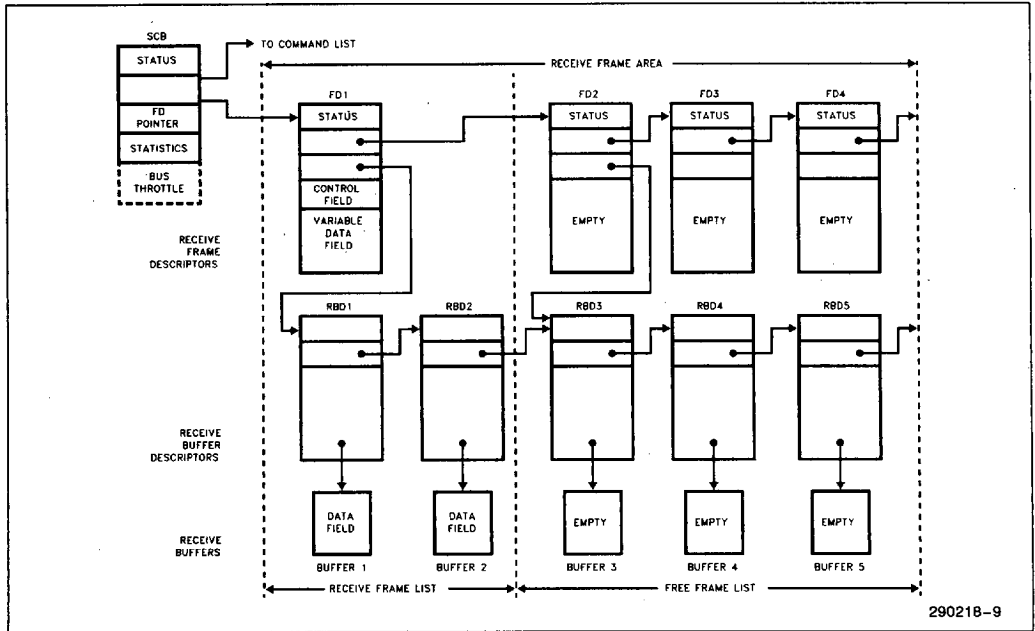 SCB
STATUS
FD
POINTER
STATISTICS
BUS
THROTTLE
TO COMMAND LIST
RECEIVE FRAME AREA
FD1
STATUS
CONTROL
FIELD
VARIABLE
DATA
FIELD
FD2
STATUS
EMPTY
FD3
STATUS
EMPTY
FD4
STATUS
EMPTY
RECEIVE
FRAME
DESCRIPTORS
RBD1
RBD2
RBD3
RBD4
RBD5
RECEIVE
BUFFER
DESCRIPTORS
RECEIVE
BUFFERS
DATA
FIELD
BUFFER 1
DATA
FIELD
BUFFER 2
EMPTY
BUFFER 3
EMPTY
BUFFER 4
EMPTY
BUFFER 5
RECEIVE FRAME LIST
FREE FRAME LIST
290218-9